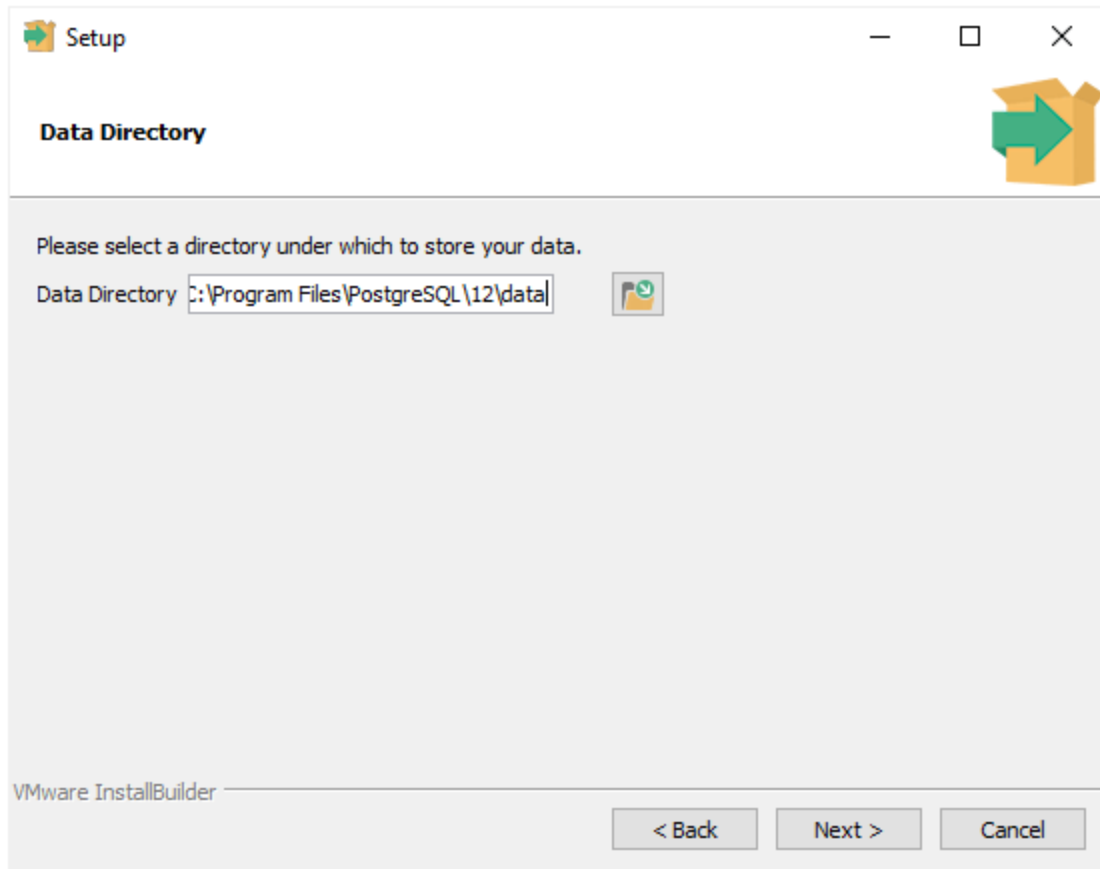 Setup
Data Directory
Please select a directory under which to store your data.
Data Directory C:\Program Files\PostgreSQL\12\data
VMware InstallBuilder
< Back Next > Cancel